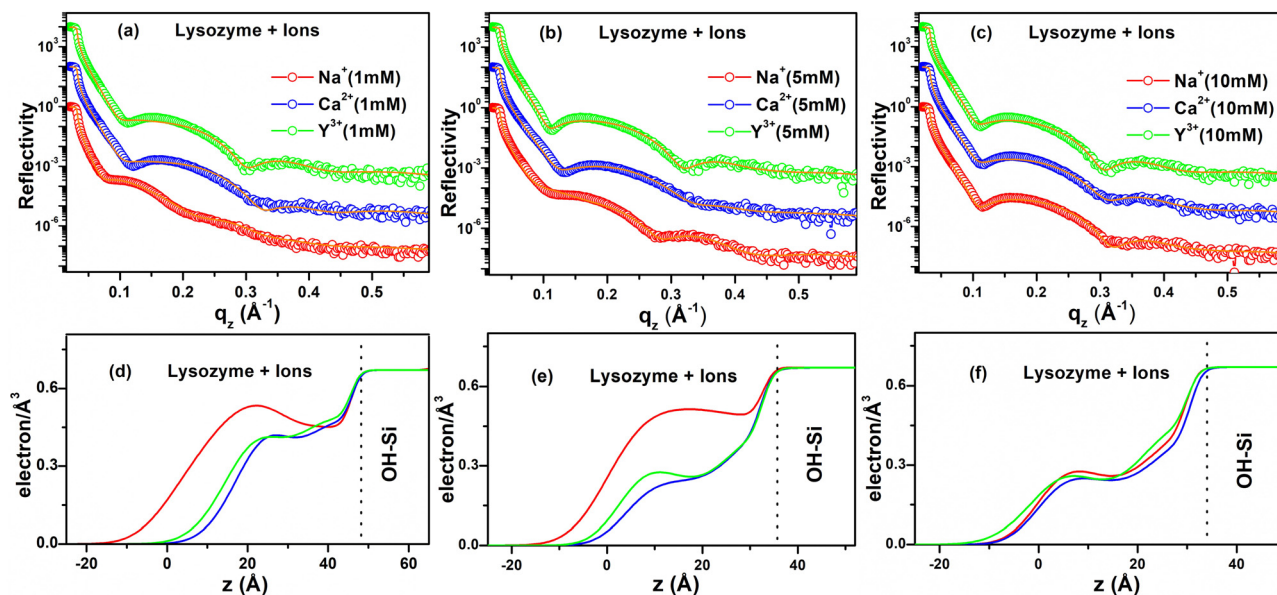 (a) Lysozyme + Ions
Na⁺(1mM)
Ca²⁺(1mM)
Y³⁺(1mM)
Reflectivity
10³
10⁰
10⁻³
10⁻⁶
0.1 0.2 0.3 0.4 0.5
q_z (Å⁻¹)
(b) Lysozyme + Ions
Na⁺(5mM)
Ca²⁺(5mM)
Y³⁺(5mM)
Reflectivity
10³
10⁰
10⁻³
10⁻⁶
0.1 0.2 0.3 0.4 0.5
q_z (Å⁻¹)
(c) Lysozyme + Ions
Na⁺(10mM)
Ca²⁺(10mM)
Y³⁺(10mM)
Reflectivity
10³
10⁰
10⁻³
10⁻⁶
0.1 0.2 0.3 0.4 0.5
q_z (Å⁻¹)
(d) Lysozyme + Ions
electron/Å³
0.6
0.3
0.0
OH-Si
-20 0 20 40 60
z (Å)
(e) Lysozyme + Ions
electron/Å³
0.6
0.3
0.0
OH-Si
-20 0 20 40
z (Å)
(f) Lysozyme + Ions
electron/Å³
0.6
0.3
0.0
OH-Si
-20 0 20 40
z (Å)